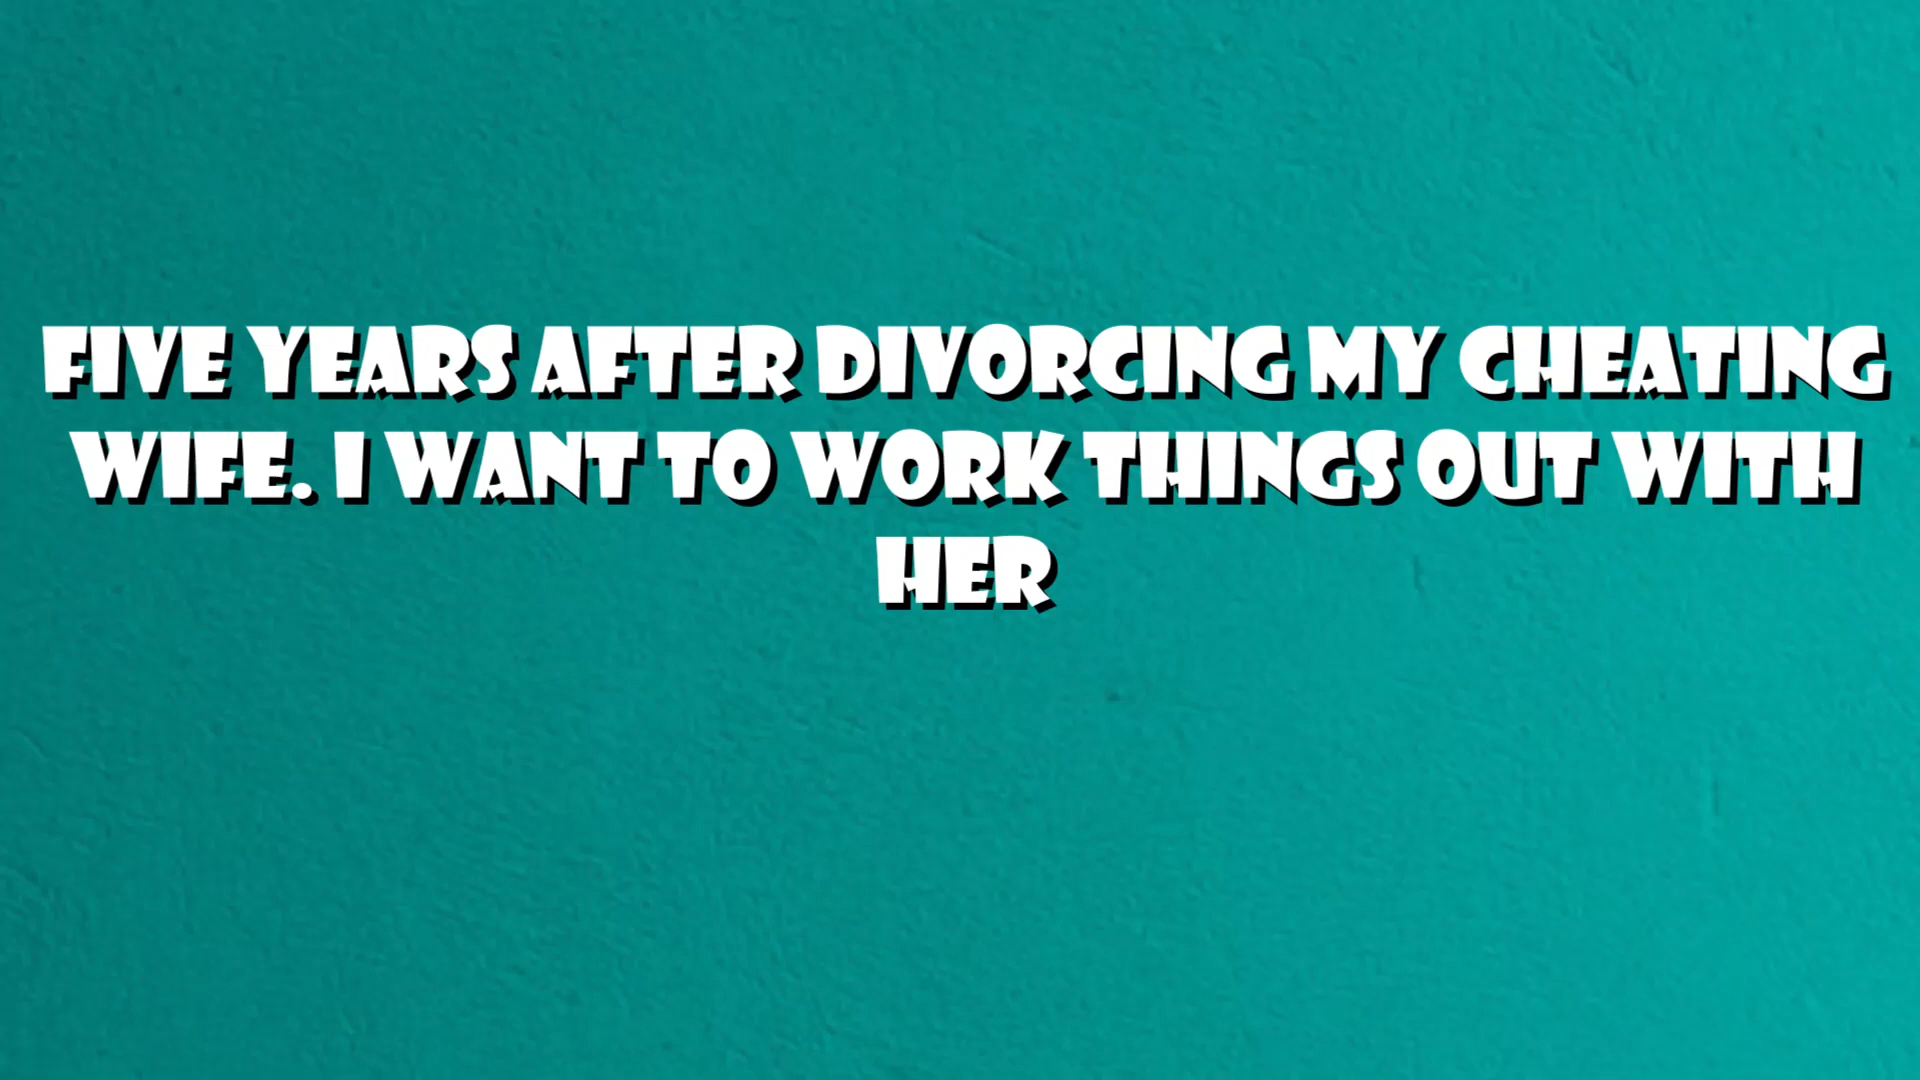 FIVE YEARS AFTER DIVORCING MY CHEATING
WIFE. I WANT TO WORK THINGS OUT WITH
HER